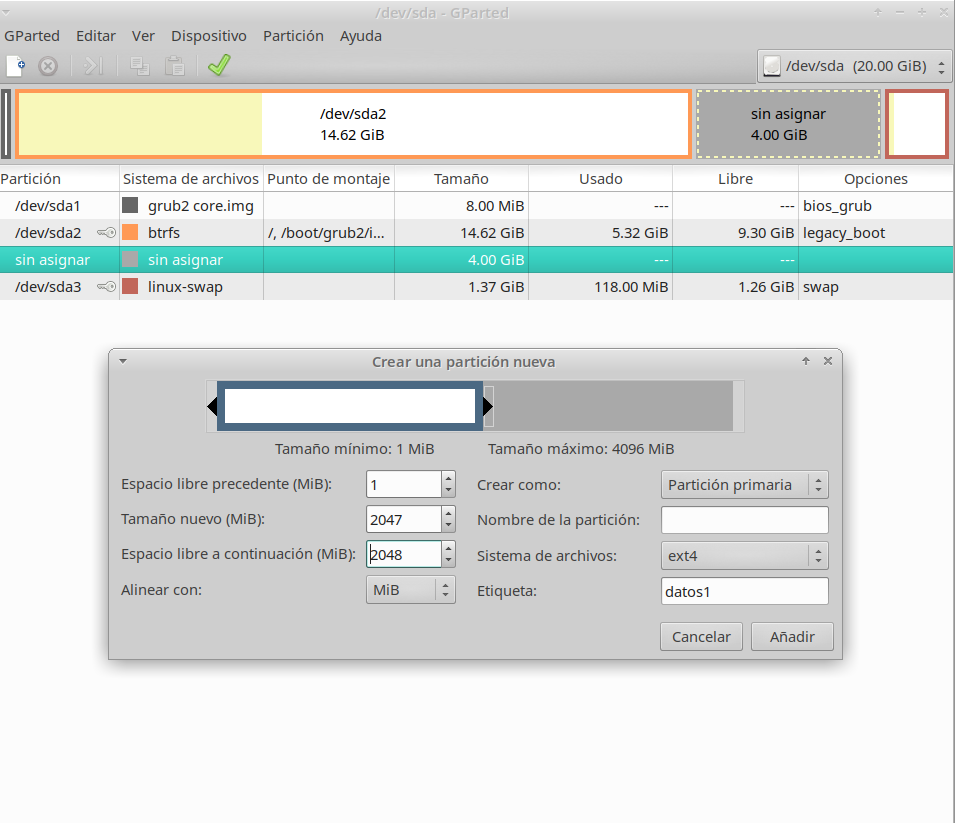 /dev/sda - GParted
GParted Editar Ver Dispositivo Partición Ayuda
/dev/sda (20.00 GiB)
/dev/sda2
14.62 GiB
sin asignar
4.00 GiB
Partición Sistema de archivos Punto de montaje Tamaño Usado Libre Opciones
/dev/sda1 grub2 core.img 8.00 MiB --- --- bios_grub
/dev/sda2 btrfs /, /boot/grub2/i... 14.62 GiB 5.32 GiB 9.30 GiB legacy_boot
sin asignar sin asignar 4.00 GiB --- ---
/dev/sda3 linux-swap 1.37 GiB 118.00 MiB 1.26 GiB swap
Crear una partición nueva
Tamaño mínimo: 1 MiB Tamaño máximo: 4096 MiB
Espacio libre precedente (MiB): 1 Crear como: Partición primaria
Tamaño nuevo (MiB): 2047 Nombre de la partición:
Espacio libre a continuación (MiB): 2048 Sistema de archivos: ext4
Alinear con: MiB Etiqueta: datos1
Cancelar Añadir